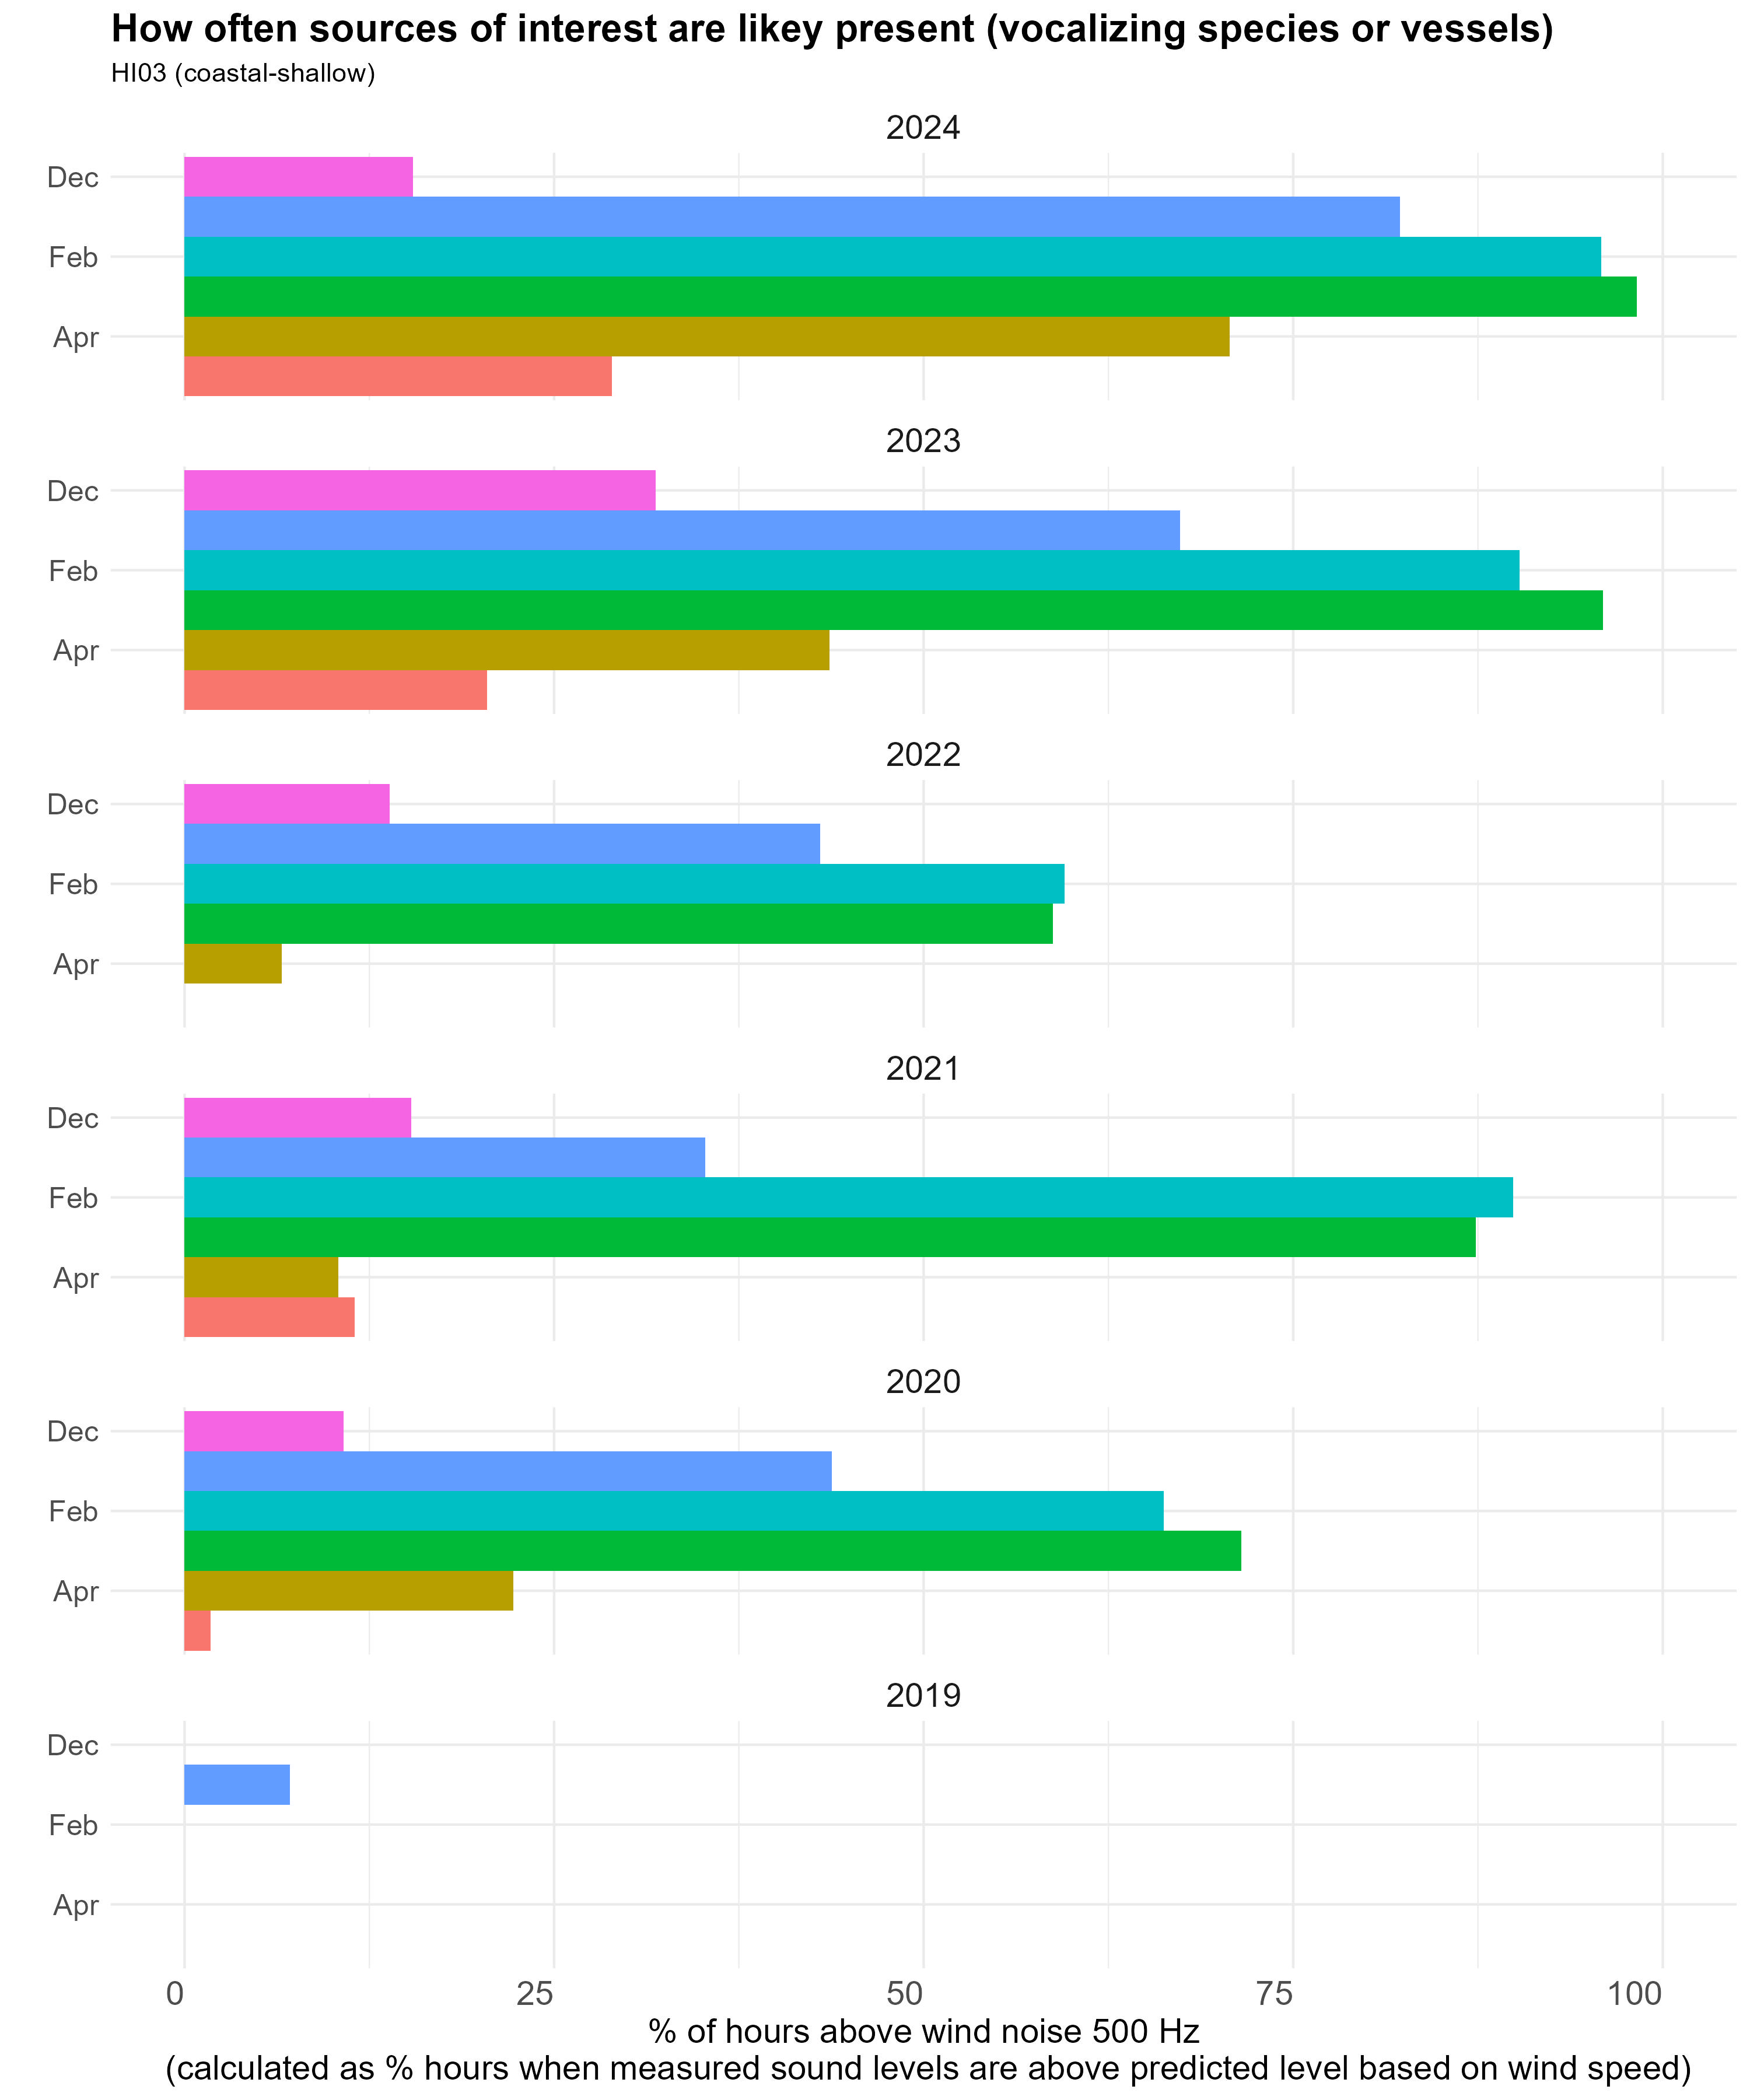 How often sources of interest are likey present (vocalizing species or vessels)
HI03 (coastal-shallow)
2024
Dec
Feb
Apr
2023
Dec
Feb
Apr
2022
Dec
Feb
Apr
2021
Dec
Feb
Apr
2020
Dec
Feb
Apr
2019
Dec
Feb
Apr
0 25 50 75 100
% of hours above wind noise 500 Hz
(calculated as % hours when measured sound levels are above predicted level based on wind speed)